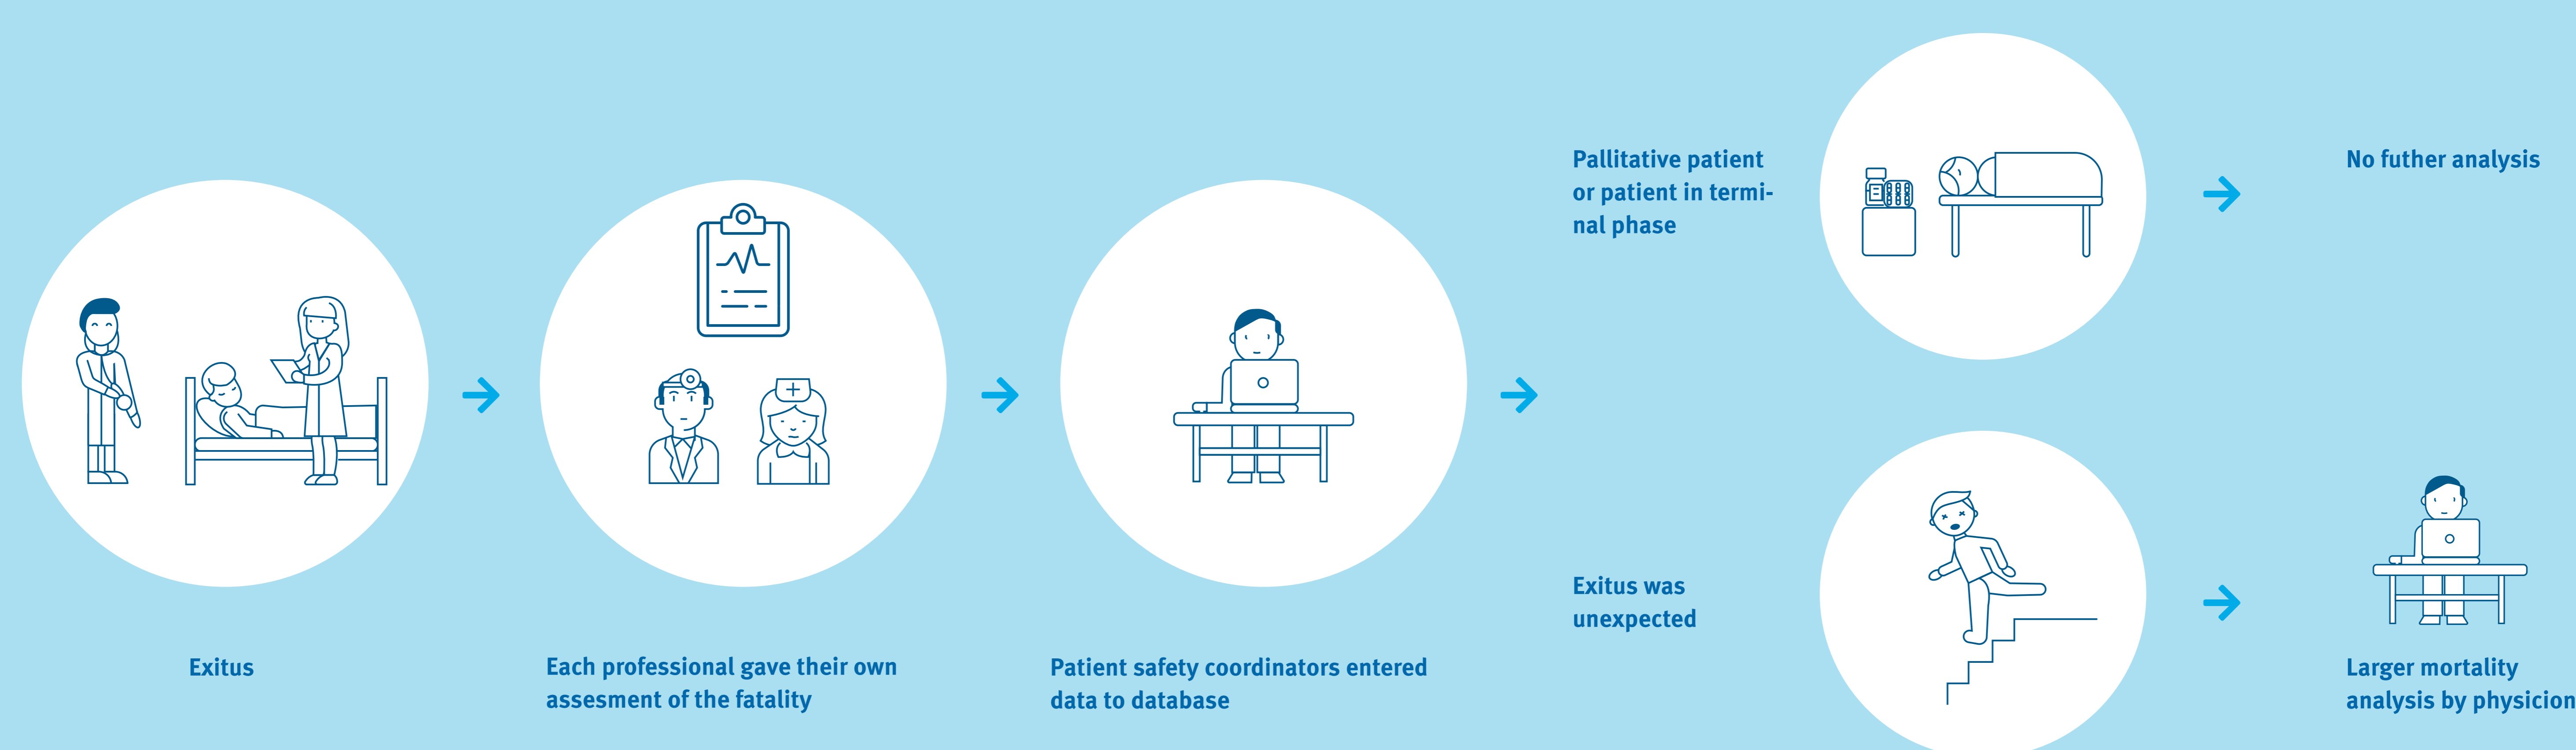 Exitus
Each professional gave their own
assesment of the fatality
Patient safety coordinators entered
data to database
Pallitative patient
or patient in termi-
nal phase
No futher analysis
Exitus was
unexpected
Larger mortality
analysis by physicion